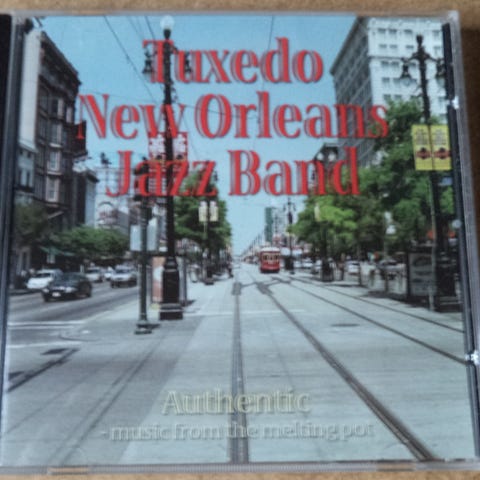 Tuxedo
New Orleans
Jazz Band
Authentic
-music from the melting pot